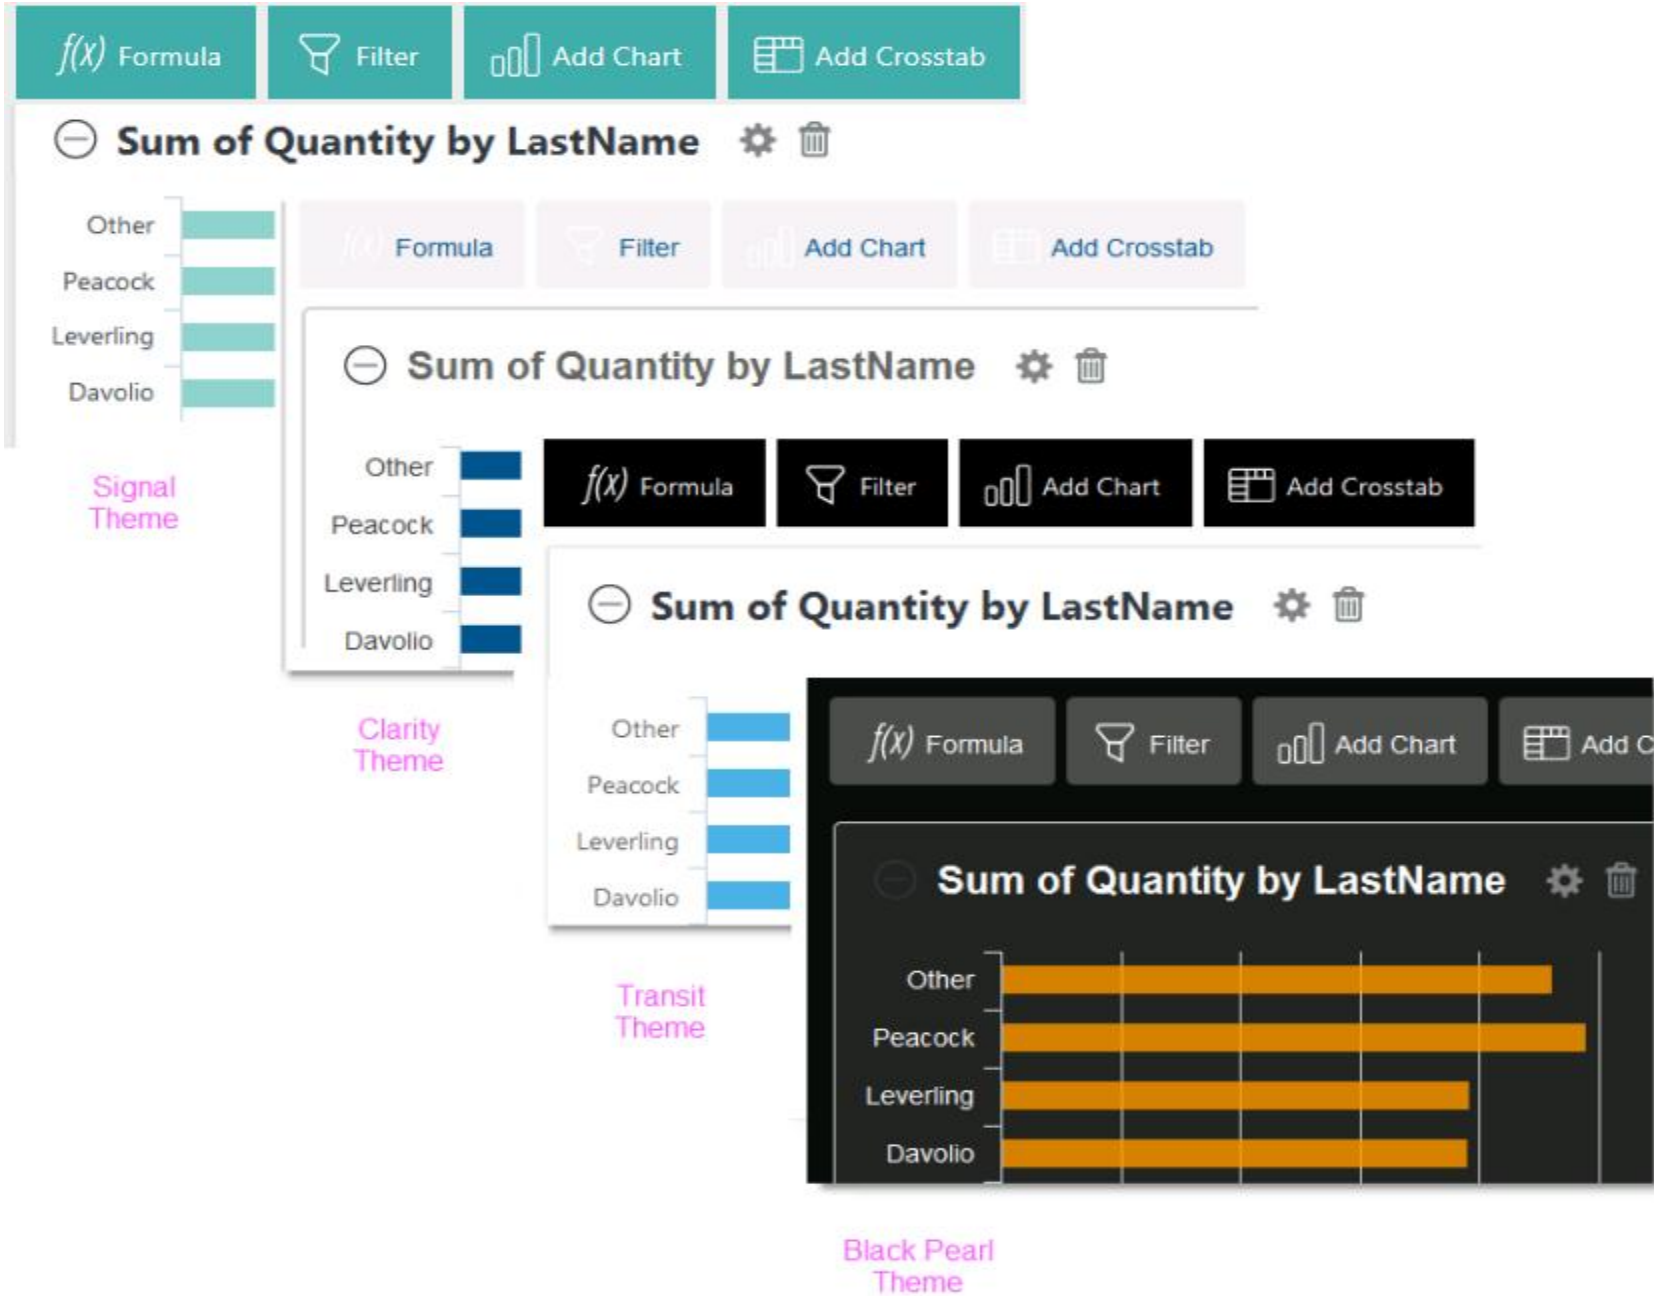 f(x) Formula Filter Add Chart Add Crosstab
Sum of Quantity by LastName
Other
Peacock
Leverling
Davolio
Signal
Theme
f(x) Formula Filter Add Chart Add Crosstab
Sum of Quantity by LastName
Other
Peacock
Leverling
Davolio
Clarity
Theme
f(x) Formula Filter Add Chart Add Crosstab
Sum of Quantity by LastName
Other
Peacock
Leverling
Davolio
Transit
Theme
f(x) Formula Filter Add Chart Add C
Sum of Quantity by LastName
Other
Peacock
Leverling
Davolio
Black Pearl
Theme